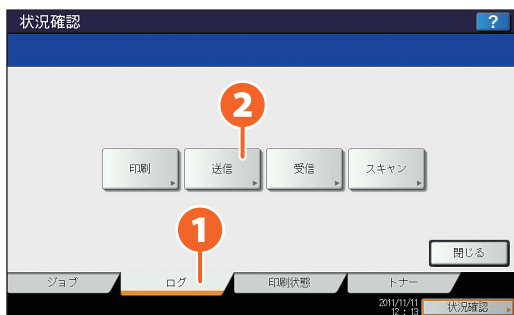 状況確認 ?
2
印刷 送信 受信 スキャン
1
閉じる
ジョブ ログ 印刷状態 トナー
2011/11/11
12 : 13 状況確認